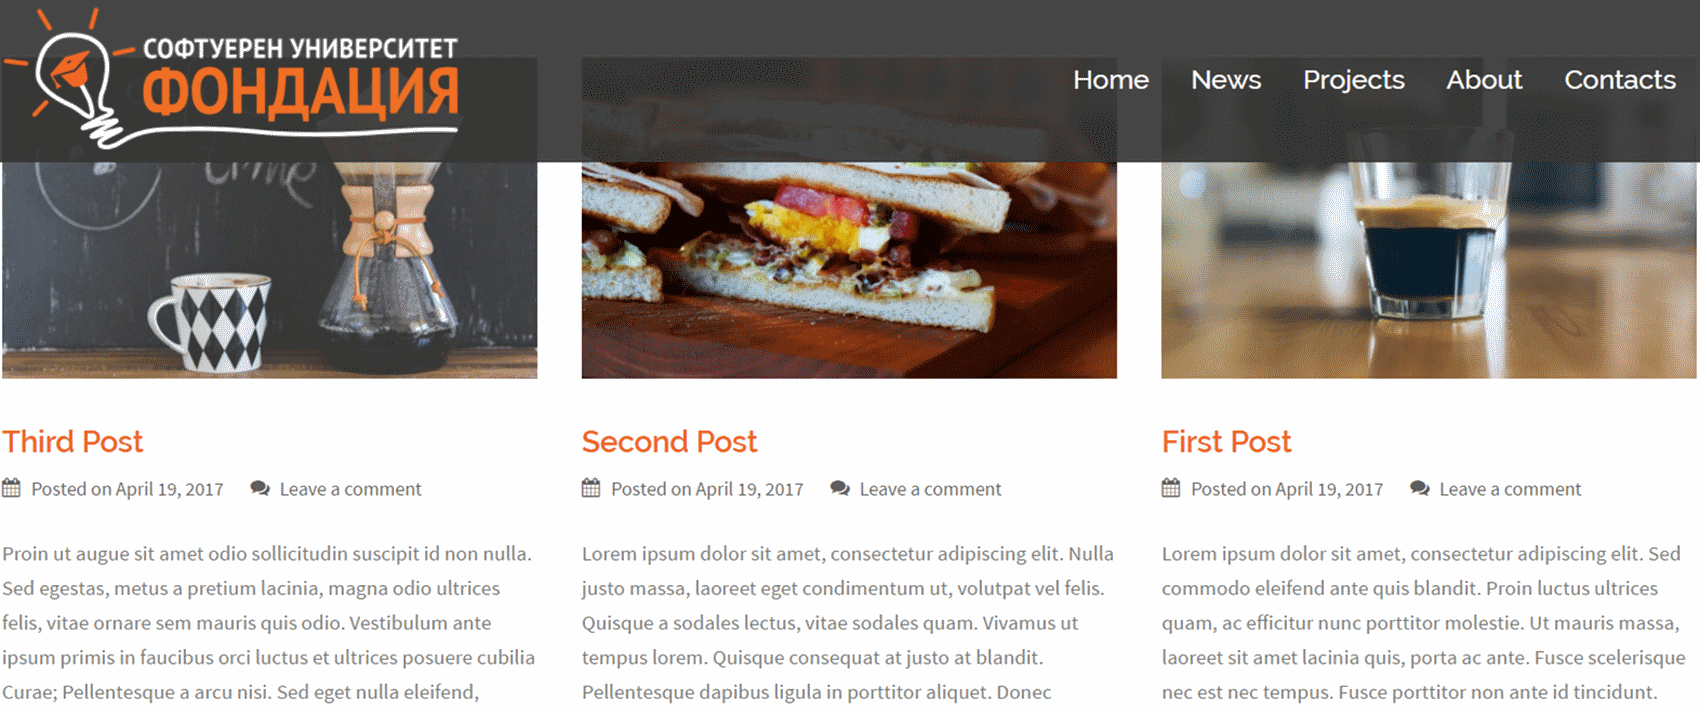 СОФТУЕРЕН УНИВЕРСИТЕТ
ФОНДАЦИЯ
Home News Projects About Contacts
Time
Third Post
Posted on April 19, 2017 Leave a comment
Proin ut augue sit amet odio sollicitudin suscipit id non nulla.
Sed egestas, metus a pretium lacinia, magna odio ultrices
felis, vitae ornare sem mauris quis odio. Vestibulum ante
ipsum primis in faucibus orci luctus et ultrices posuere cubilia
Curae; Pellentesque a arcu nisi. Sed eget nulla eleifend,
Second Post
Posted on April 19, 2017 Leave a comment
Lorem ipsum dolor sit amet, consectetur adipiscing elit. Nulla
justo massa, laoreet eget condimentum ut, volutpat vel felis.
Quisque a sodales lectus, vitae sodales quam. Vivamus ut
tempus lorem. Quisque consequat at justo at blandit.
Pellentesque dapibus ligula in porttitor aliquet. Donec
First Post
Posted on April 19, 2017 Leave a comment
Lorem ipsum dolor sit amet, consectetur adipiscing elit. Sed
commodo eleifend ante quis blandit. Proin luctus ultrices
quam, ac efficitur nunc porttitor molestie. Ut mauris massa,
laoreet sit amet lacinia quis, porta ac ante. Fusce scelerisque
nec est nec tempus. Fusce porttitor non ante id tincidunt.